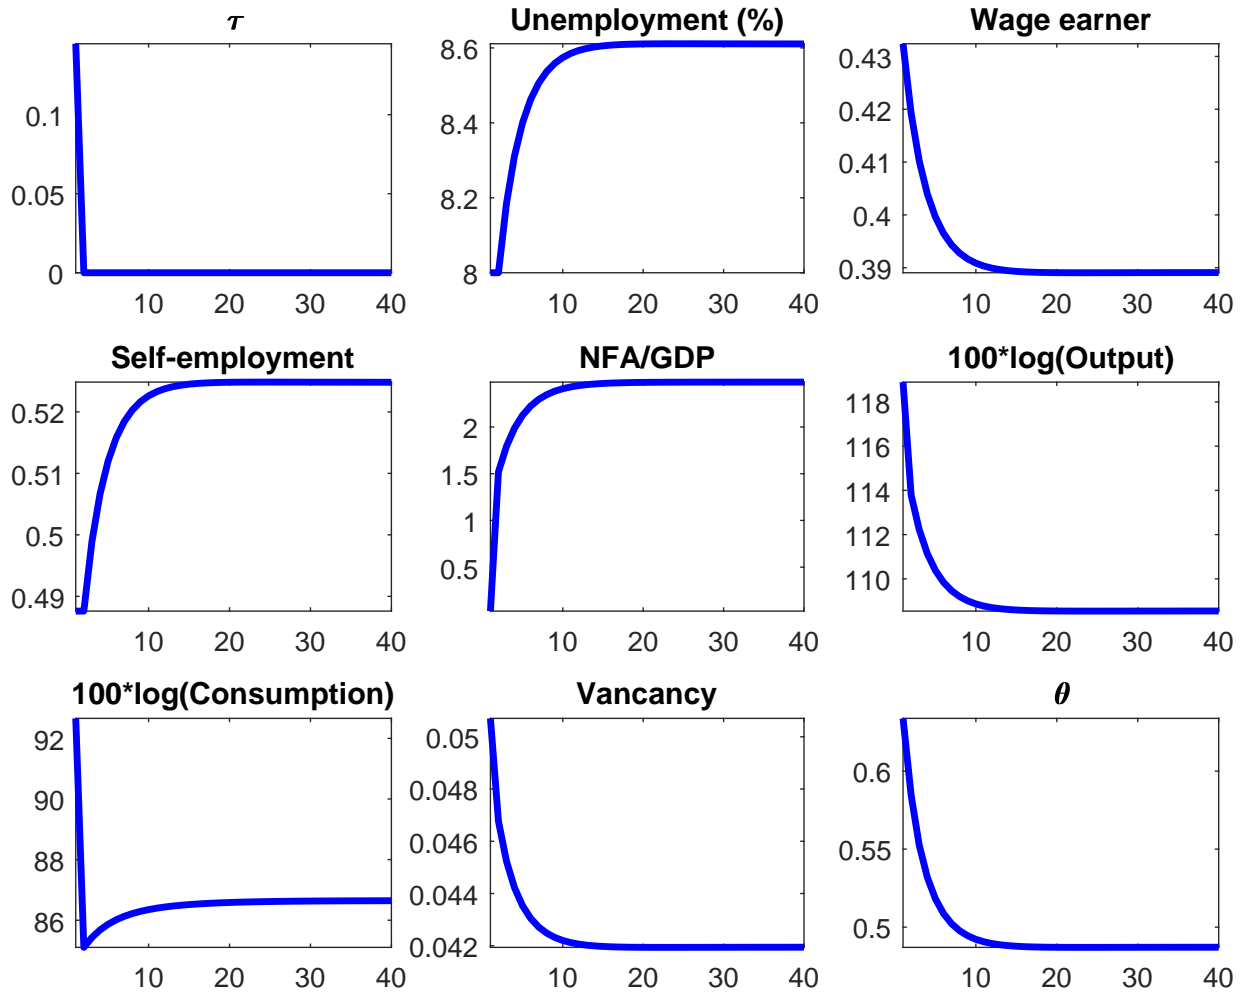 τ
Unemployment (%)
Wage earner
0.1
0.05
0
10 20 30 40
8.6
8.4
8.2
8
10 20 30 40
0.43
0.42
0.41
0.4
0.39
10 20 30 40
Self-employment
NFA/GDP
100*log(Output)
0.52
0.51
0.5
0.49
10 20 30 40
2
1.5
1
0.5
10 20 30 40
118
116
114
112
110
10 20 30 40
100*log(Consumption)
Vancancy
θ
92
90
88
86
10 20 30 40
0.05
0.048
0.046
0.044
0.042
10 20 30 40
0.6
0.55
0.5
10 20 30 40